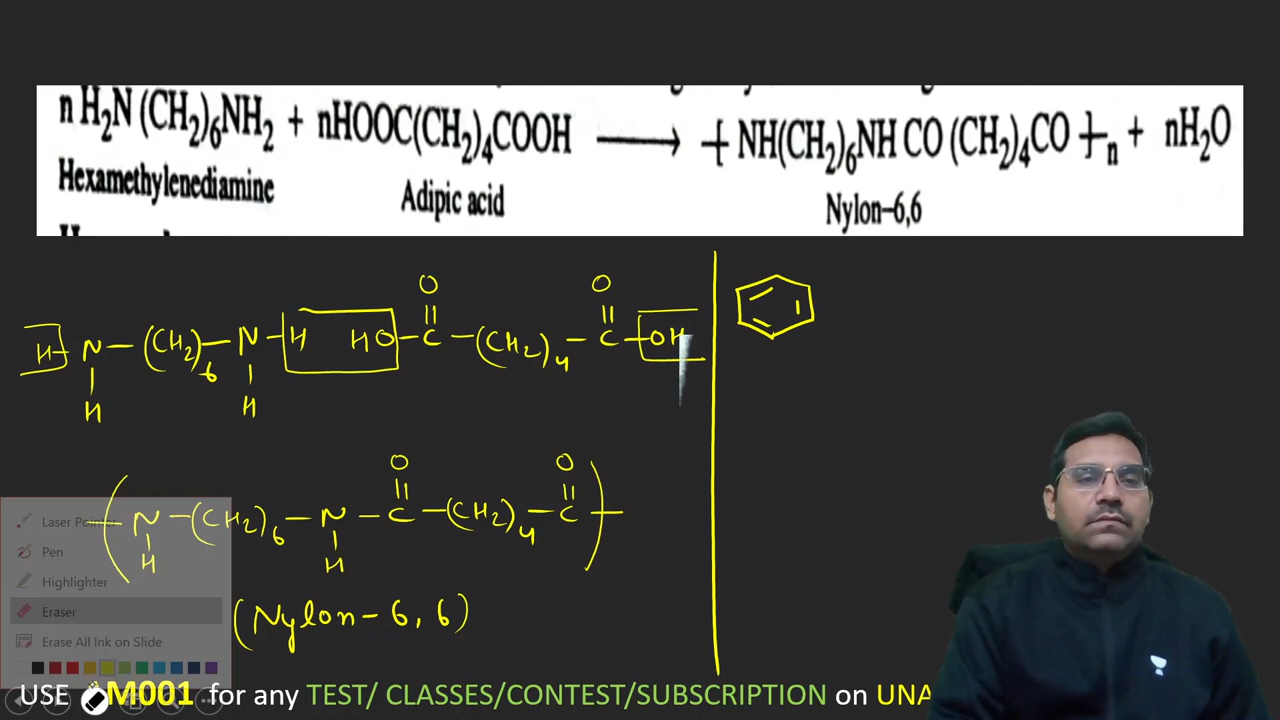 n H₂N (CH₂)₆NH₂ + nHOOC(CH₂)₄COOH ⟶ -[ NH(CH₂)₆NH CO (CH₂)₄CO ]-ₙ + nH₂O
Hexamethylenediamine Adipic acid Nylon-6,6
O O
|| ||
H- N - (CH₂)₆ - N - H HO - C - (CH₂)₄ - C - OH
| |
H H
O O
|| ||
( - N - (CH₂)₆ - N - C - (CH₂)₄ - C - )
| |
H H
(Nylon - 6, 6)
Laser Pointer
Pen
Highlighter
Eraser
Erase All Ink on Slide
USE M001 for any TEST/ CLASSES/CONTEST/SUBSCRIPTION on UNA